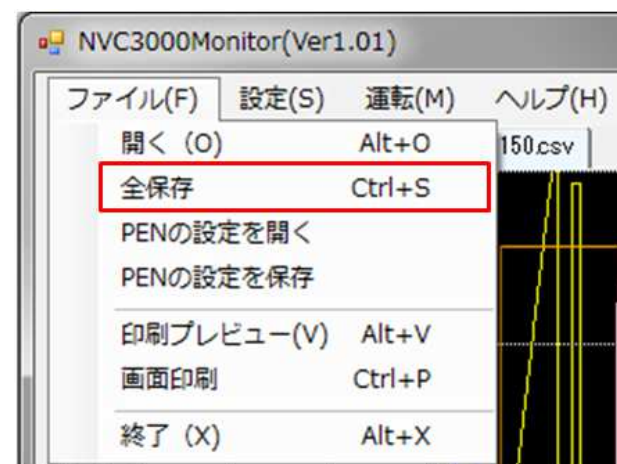 NVC3000Monitor(Ver1.01)
ファイル(F) 設定(S) 運転(M) ヘルプ(H)
開く (O) Alt+O
150.csv
全保存 Ctrl+S
PENの設定を開く
PENの設定を保存
印刷プレビュー(V) Alt+V
画面印刷 Ctrl+P
終了 (X) Alt+X